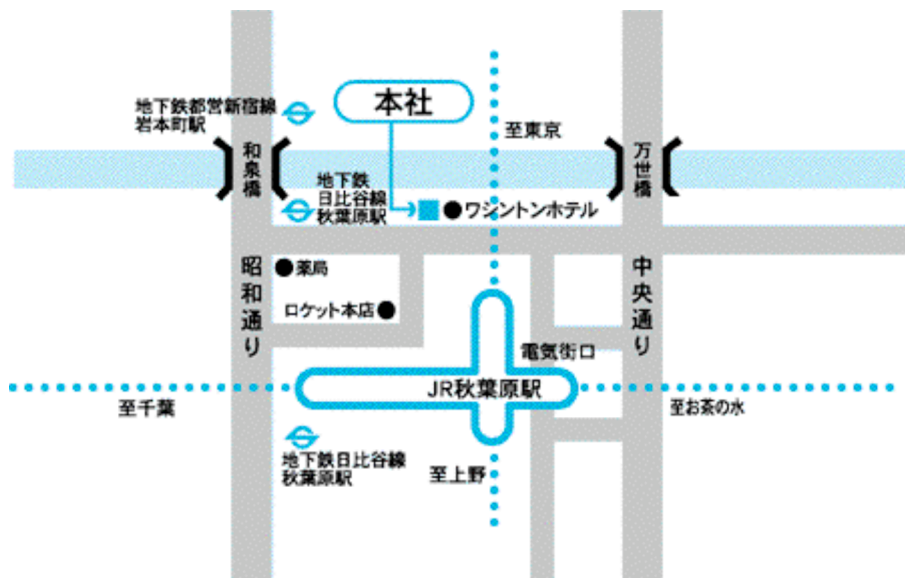 本社
地下鉄都営新宿線
岩本町駅
至東京
和泉橋
万世橋
地下鉄
日比谷線
秋葉原駅
ワシントンホテル
昭和通り
薬局
中央通り
ロケット本店
電気街口
JR秋葉原駅
至千葉
至お茶の水
地下鉄日比谷線
秋葉原駅
至上野